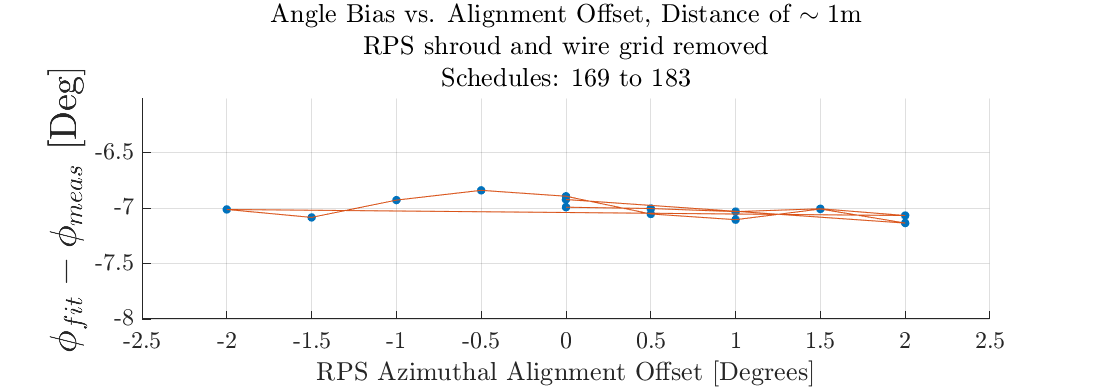 Angle Bias vs. Alignment Offset, Distance of ∼ 1m
RPS shroud and wire grid removed
Schedules: 169 to 183
ϕ_fit − ϕ_meas [Deg]
-6.5
-7
-7.5
-8
-2.5 -2 -1.5 -1 -0.5 0 0.5 1 1.5 2 2.5
RPS Azimuthal Alignment Offset [Degrees]